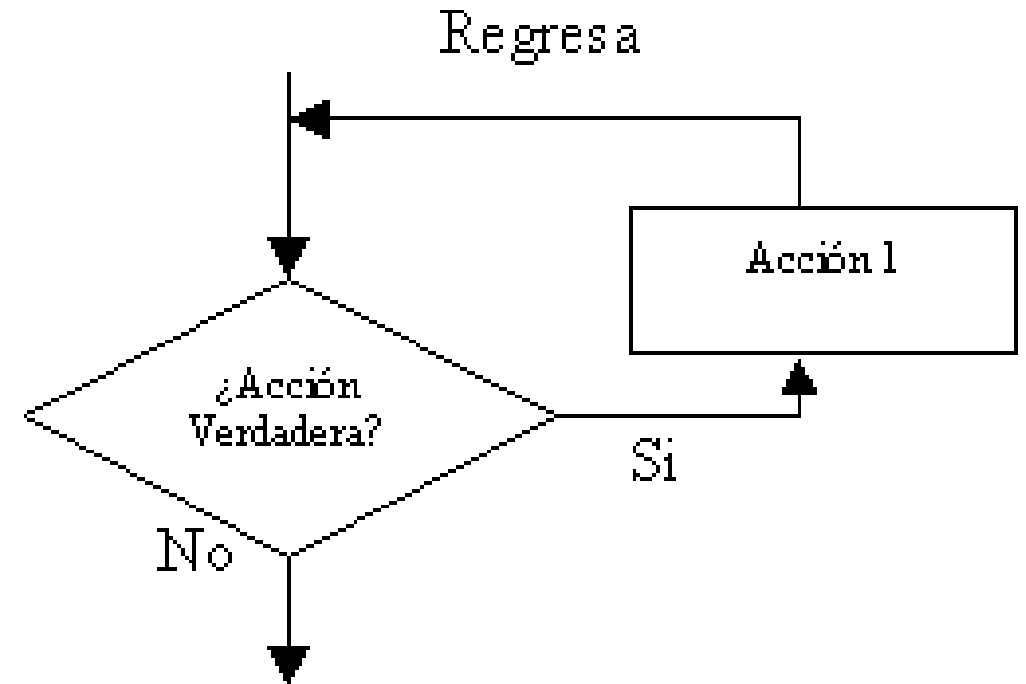 Regresa
Acción 1
¿Acción
Verdadera?
Si
No